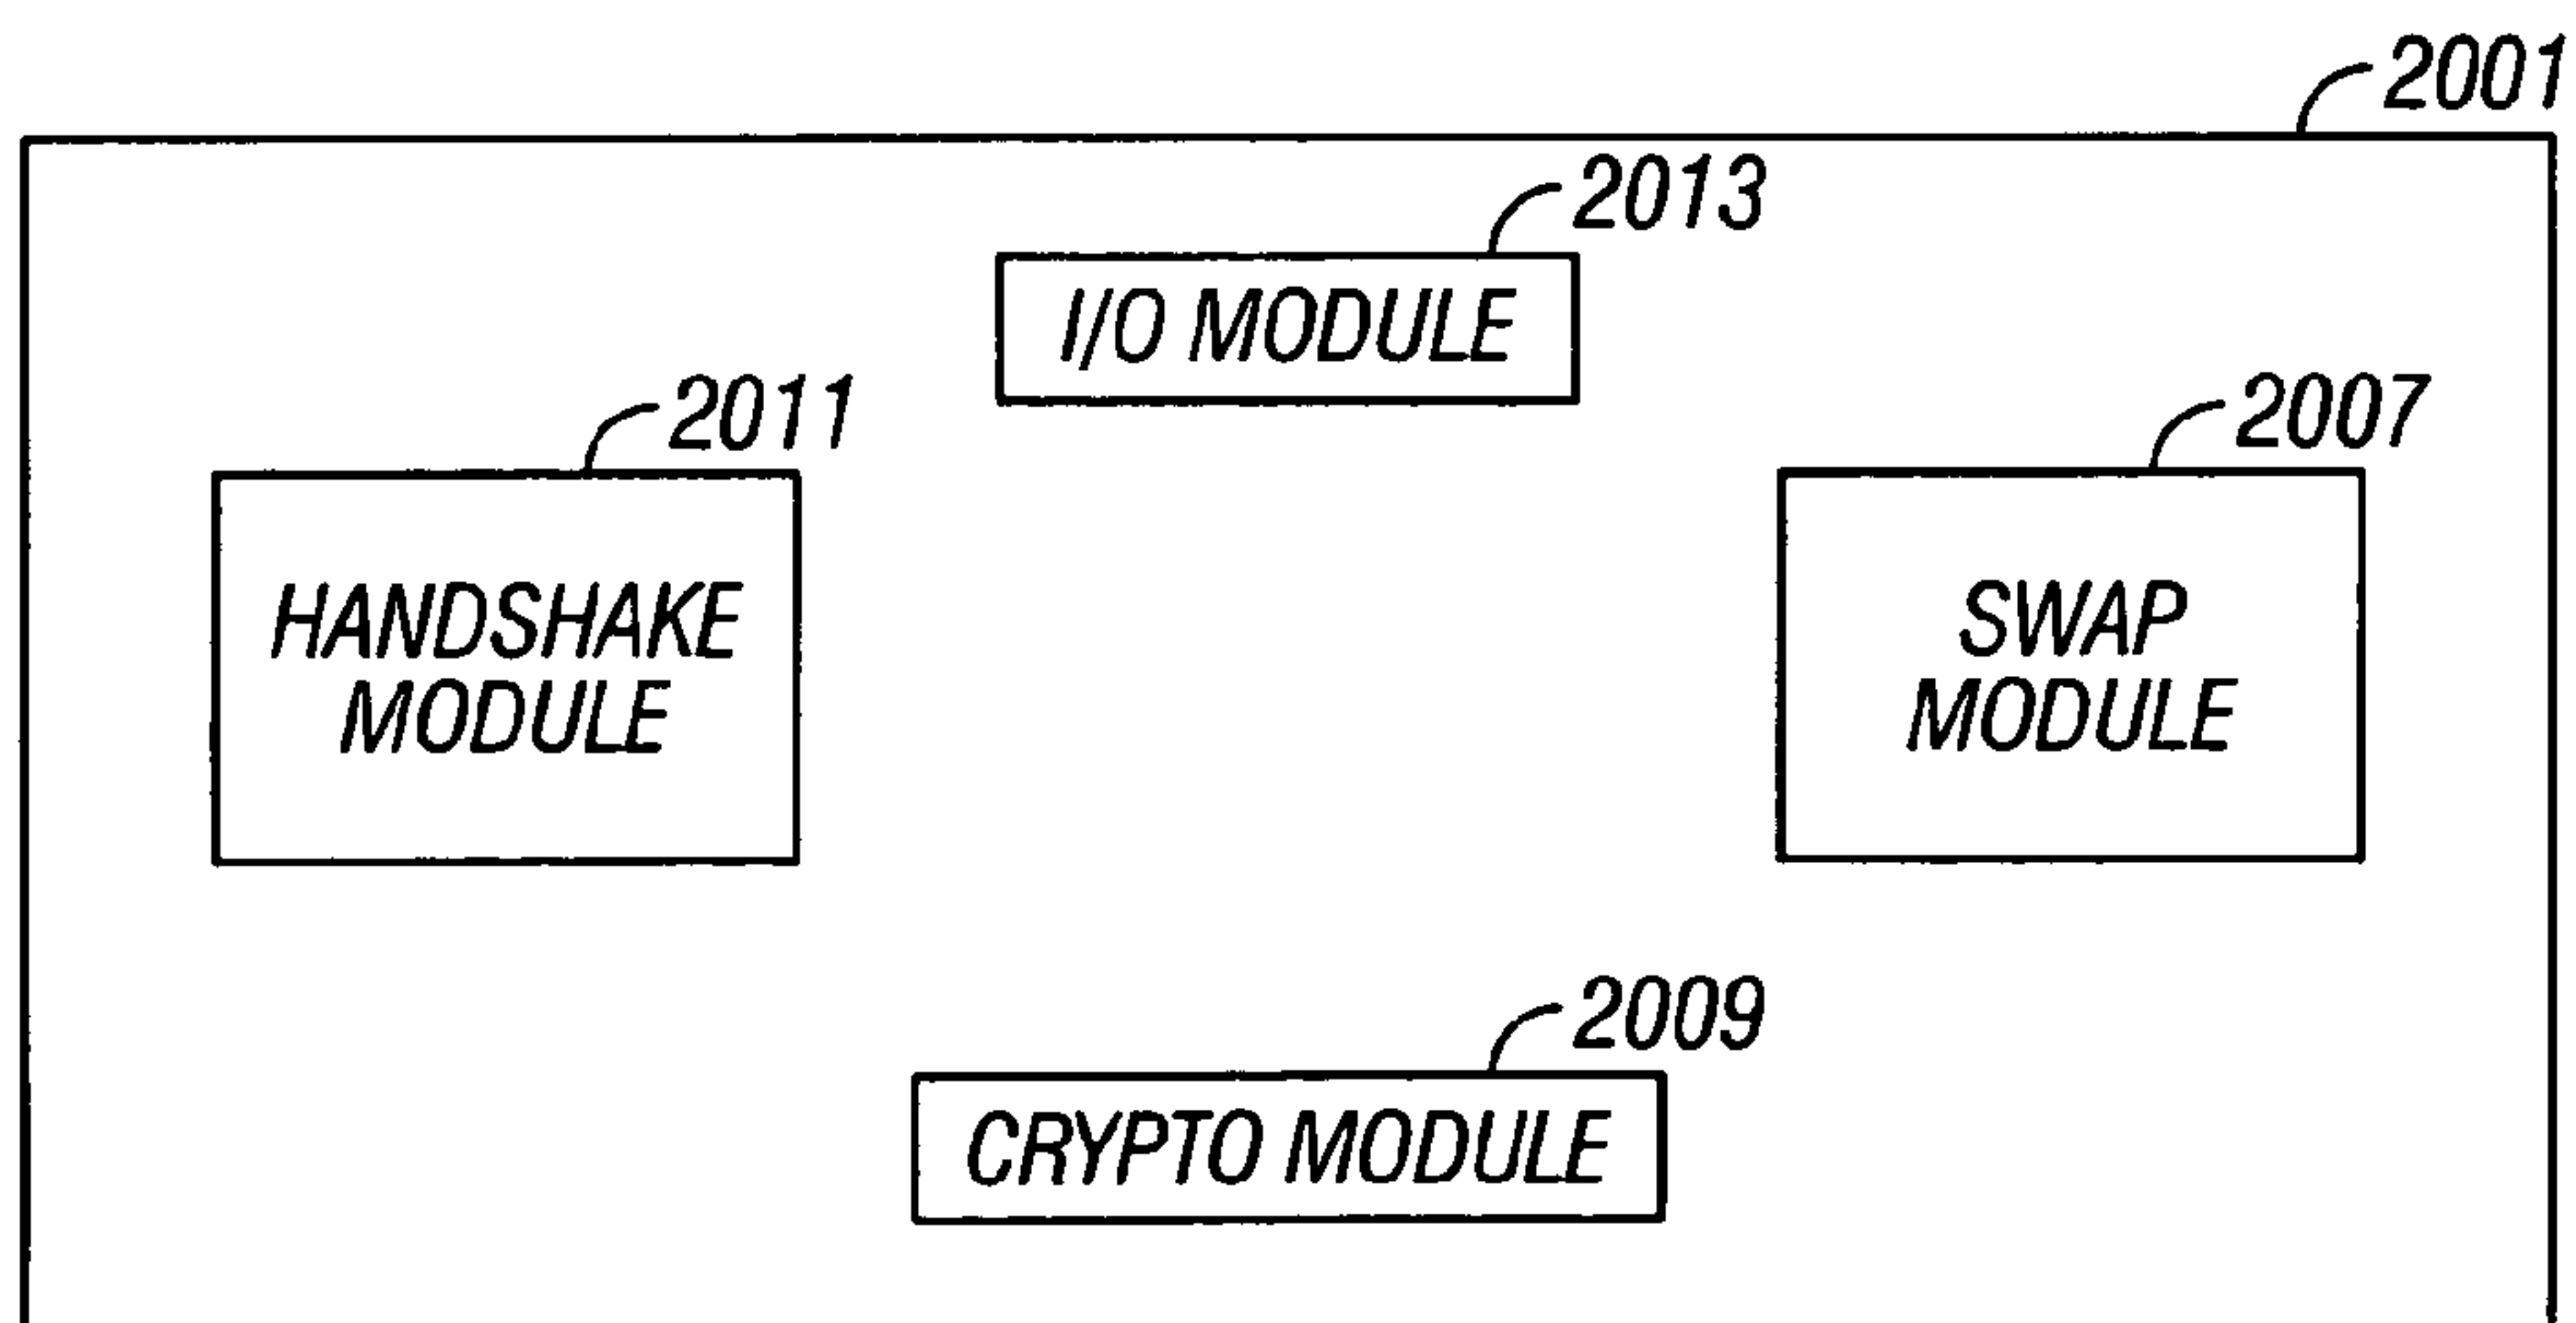 2001
2013
I/O MODULE
2011
2007
HANDSHAKE
MODULE
SWAP
MODULE
2009
CRYPTO MODULE